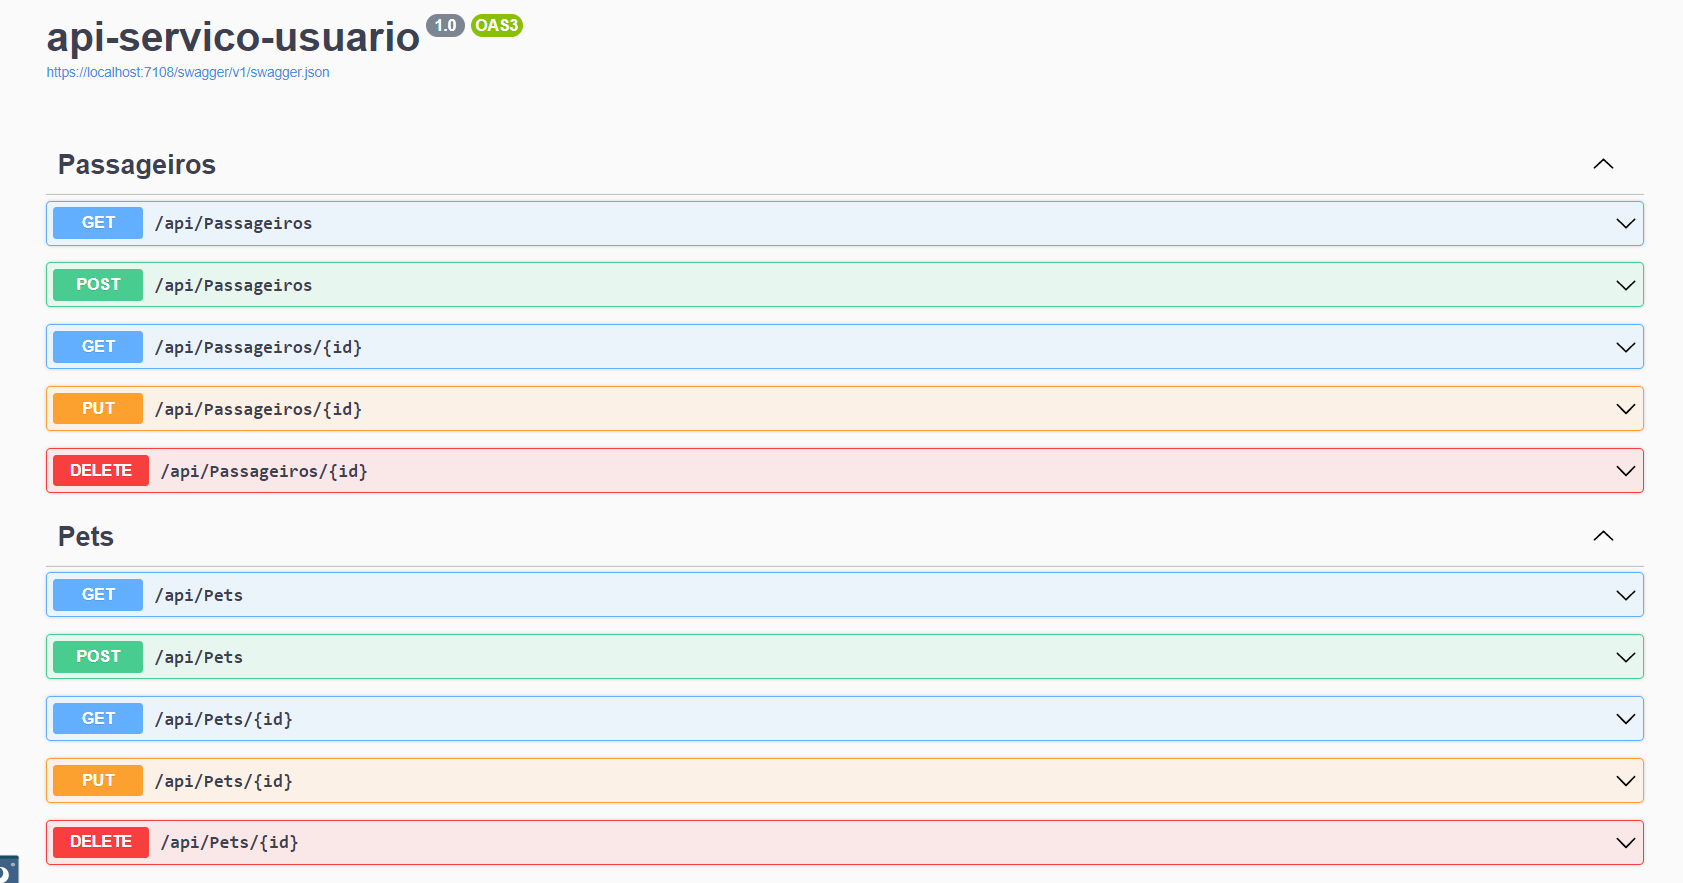 api-servico-usuario 1.0 OAS3
https://localhost:7108/swagger/v1/swagger.json
Passageiros
GET /api/Passageiros
POST /api/Passageiros
GET /api/Passageiros/{id}
PUT /api/Passageiros/{id}
DELETE /api/Passageiros/{id}
Pets
GET /api/Pets
POST /api/Pets
GET /api/Pets/{id}
PUT /api/Pets/{id}
DELETE /api/Pets/{id}